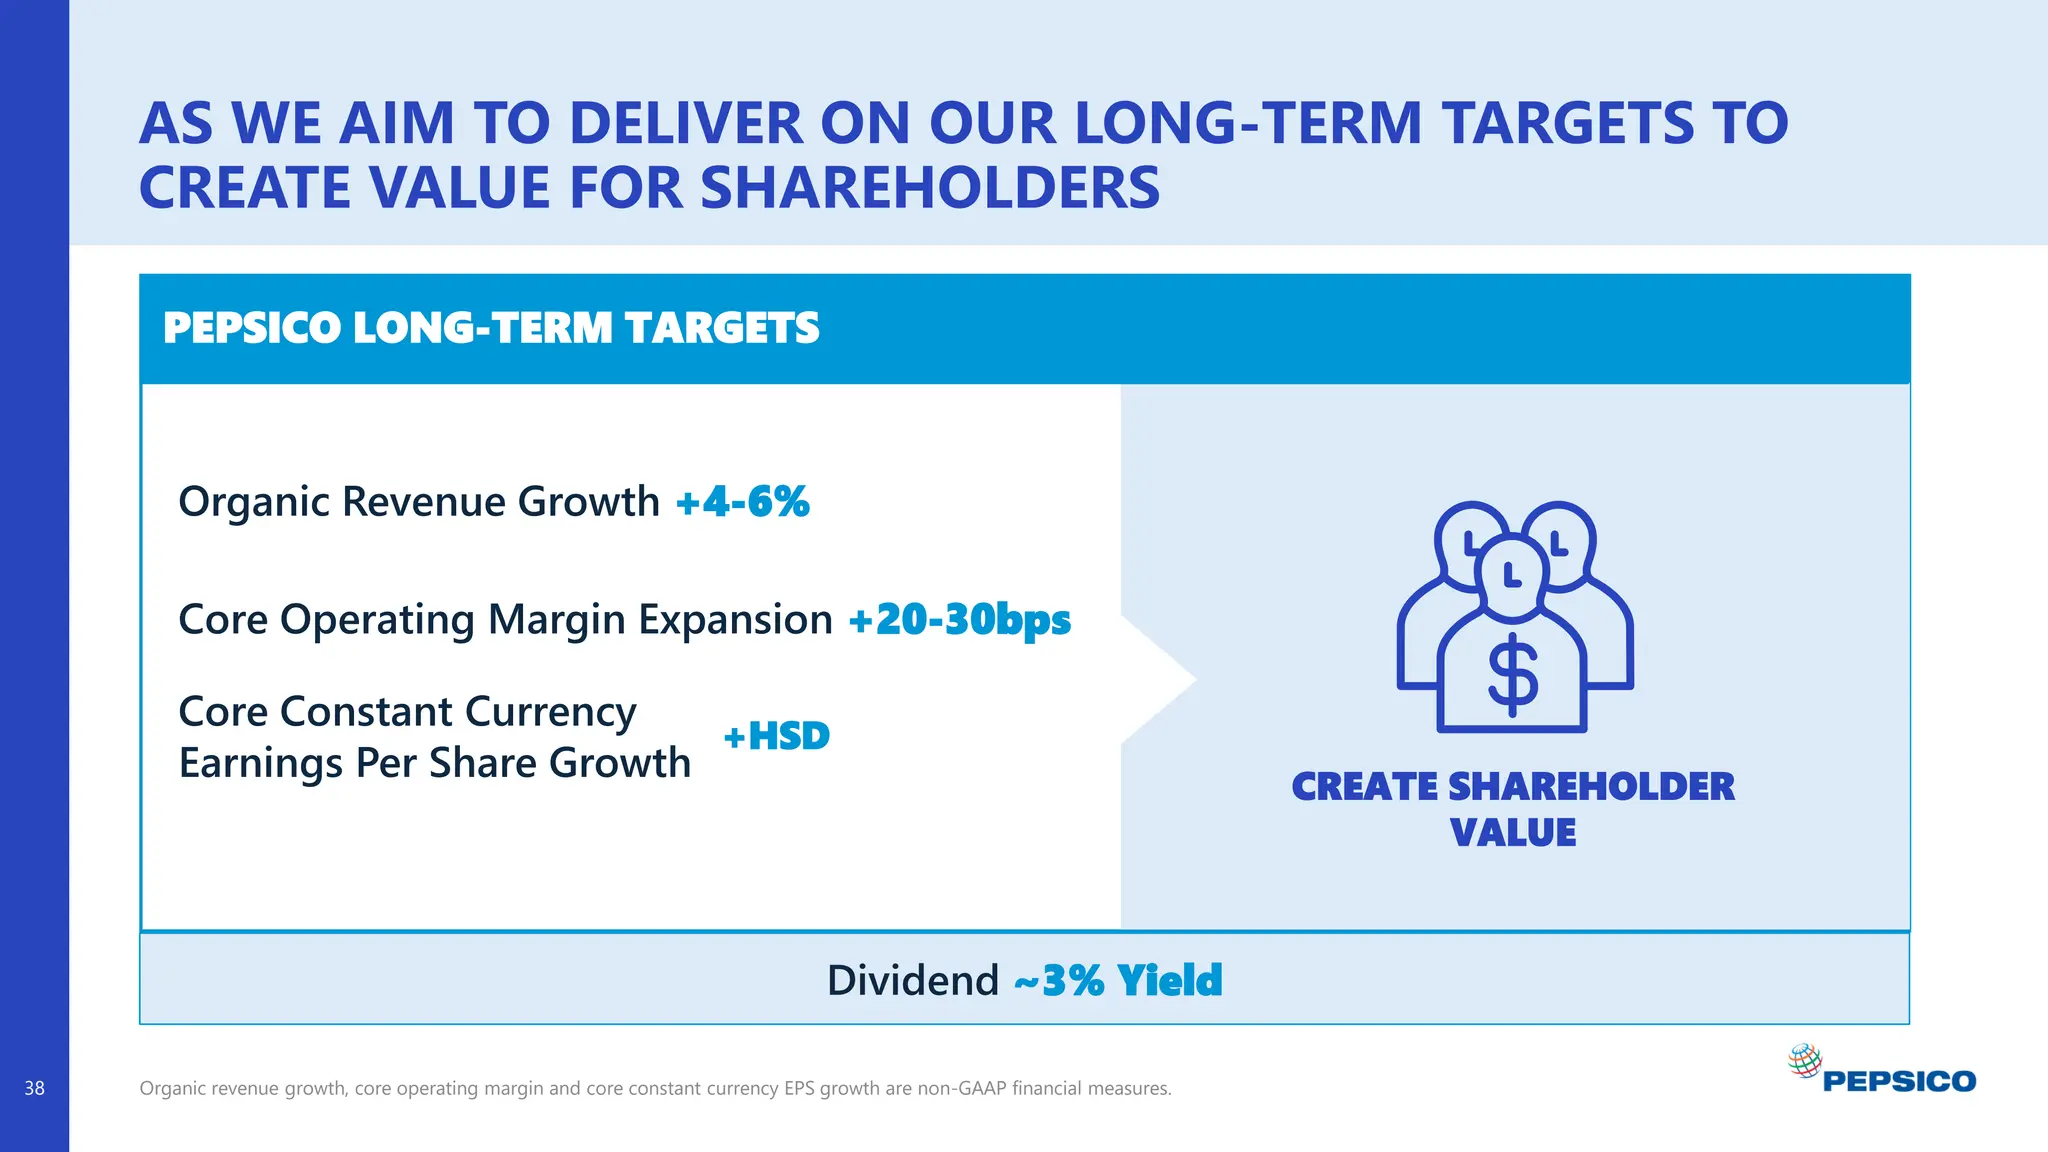 AS WE AIM TO DELIVER ON OUR LONG-TERM TARGETS TO
CREATE VALUE FOR SHAREHOLDERS
PEPSICO LONG-TERM TARGETS
Organic Revenue Growth +4-6%
Core Operating Margin Expansion +20-30bps
Core Constant Currency
Earnings Per Share Growth
+HSD
$
CREATE SHAREHOLDER
VALUE
Dividend ~3% Yield
38
Organic revenue growth, core operating margin and core constant currency EPS growth are non-GAAP financial measures.
PEPSICO